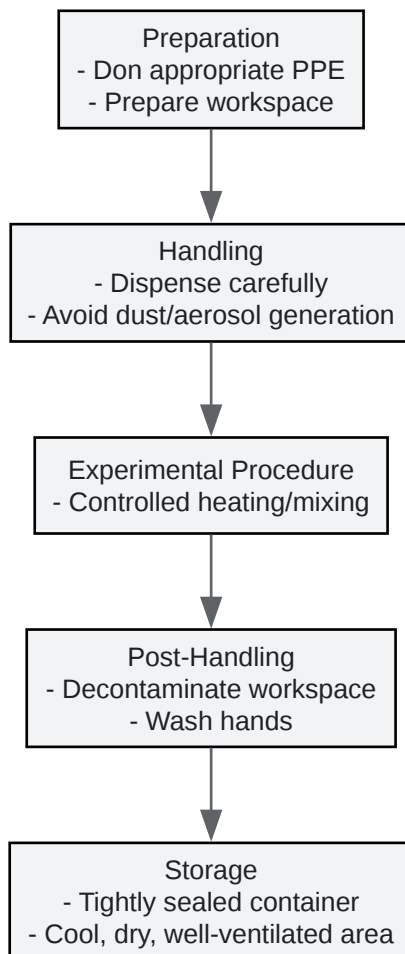 Preparation
- Don appropriate PPE
- Prepare workspace
Handling
- Dispense carefully
- Avoid dust/aerosol generation
Experimental Procedure
- Controlled heating/mixing
Post-Handling
- Decontaminate workspace
- Wash hands
Storage
- Tightly sealed container
- Cool, dry, well-ventilated area